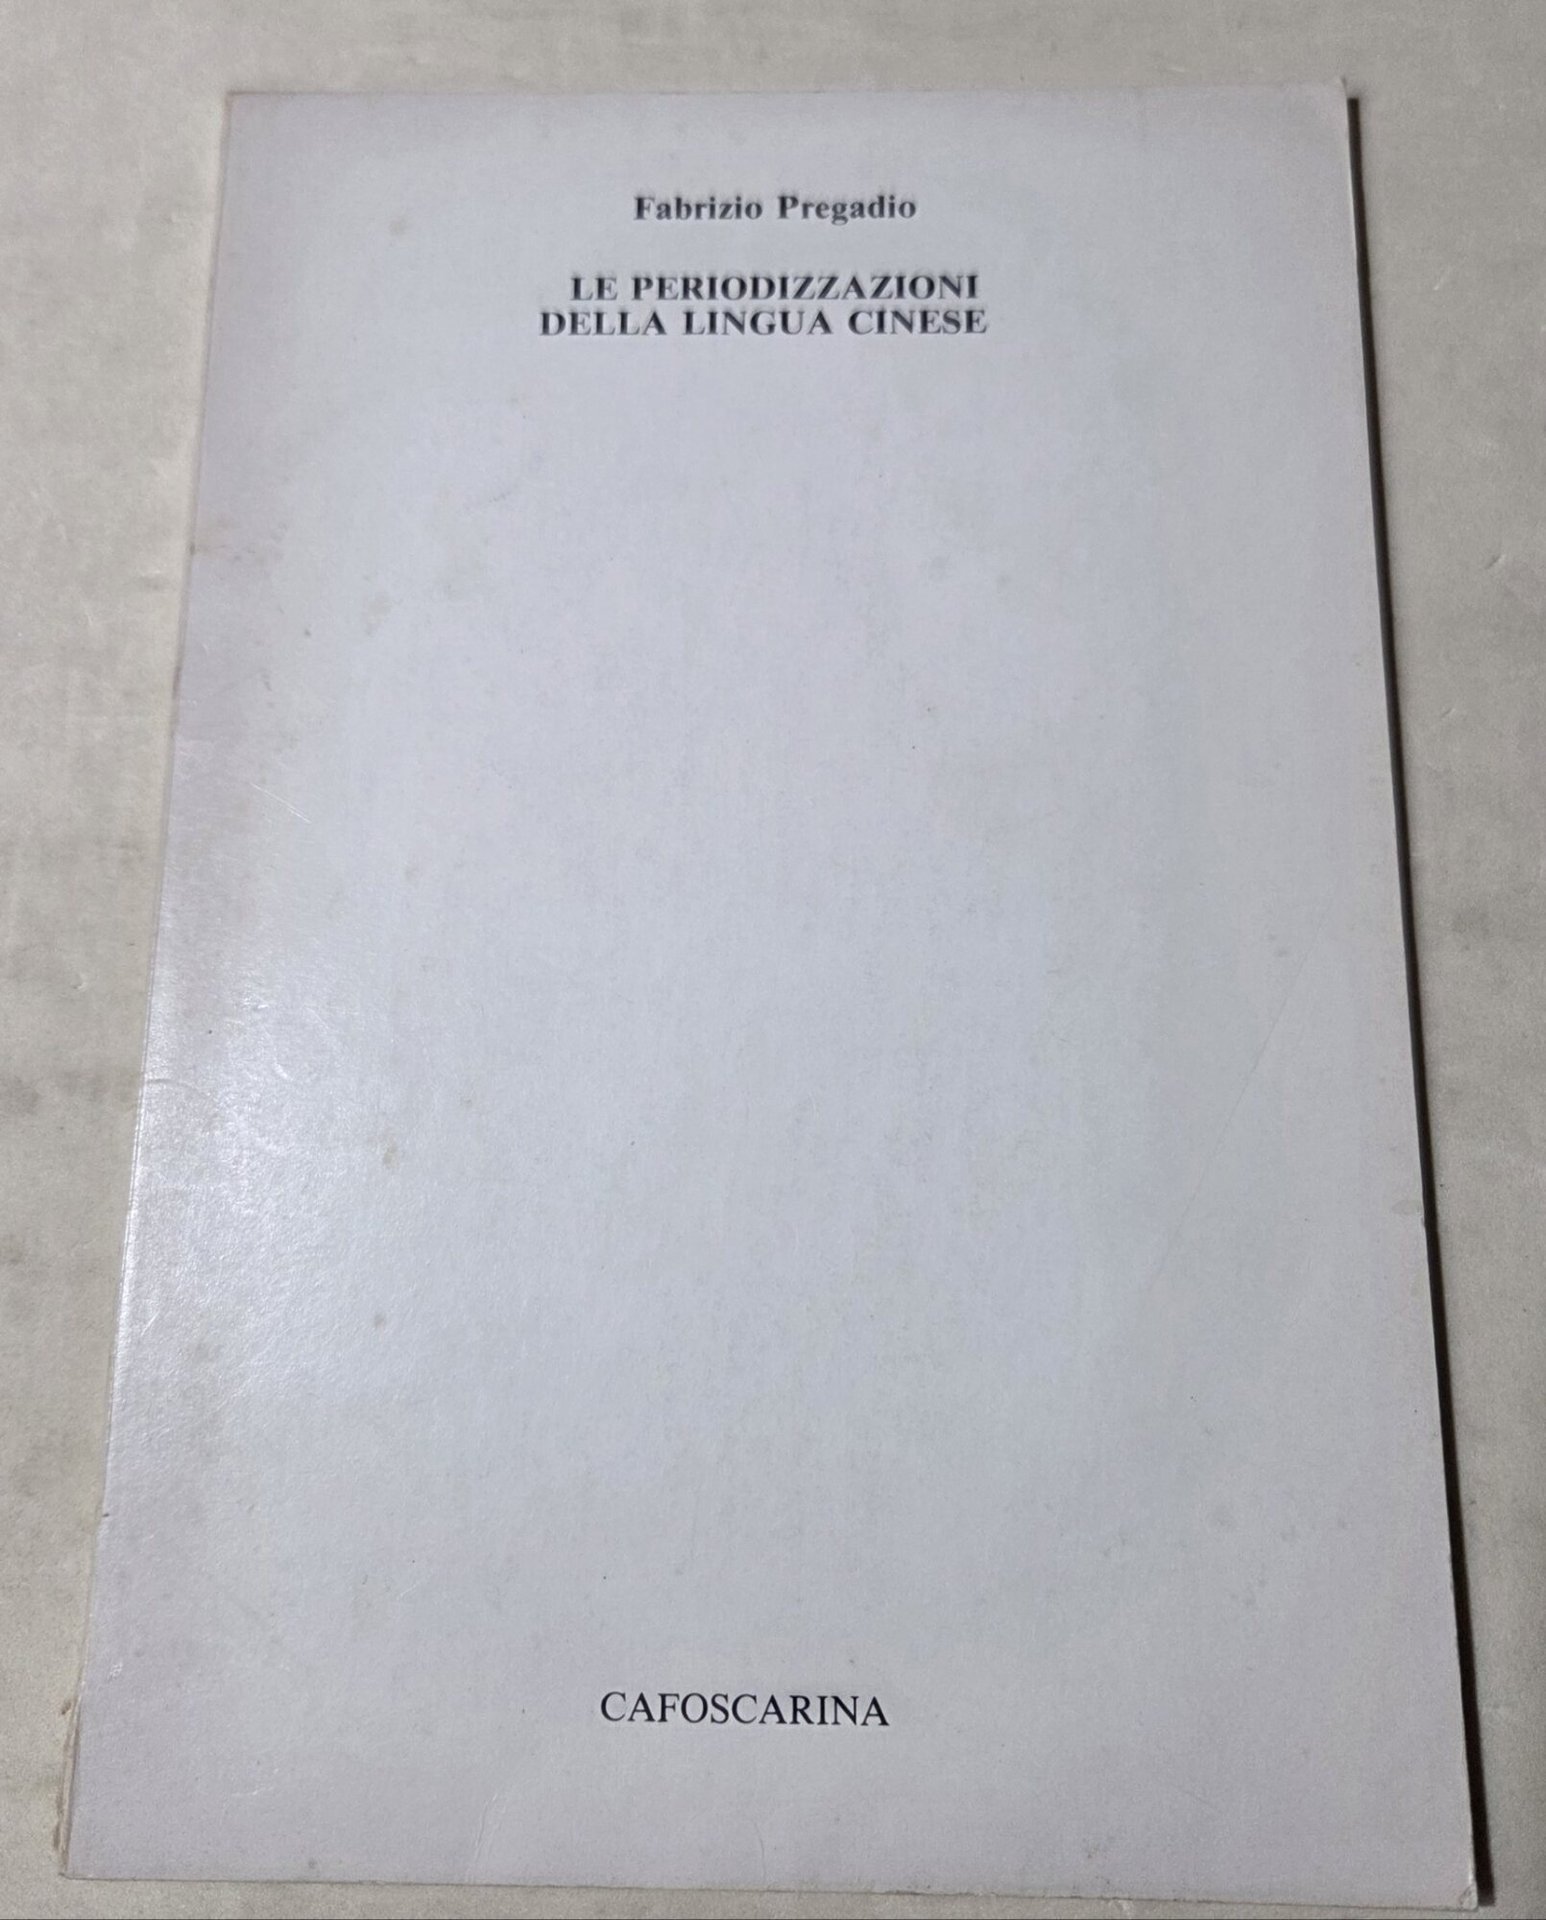 Fabrizio Pregadio
LE PERIODIZZAZIONI
DELLA LINGUA CINESE
CAFOSCARINA